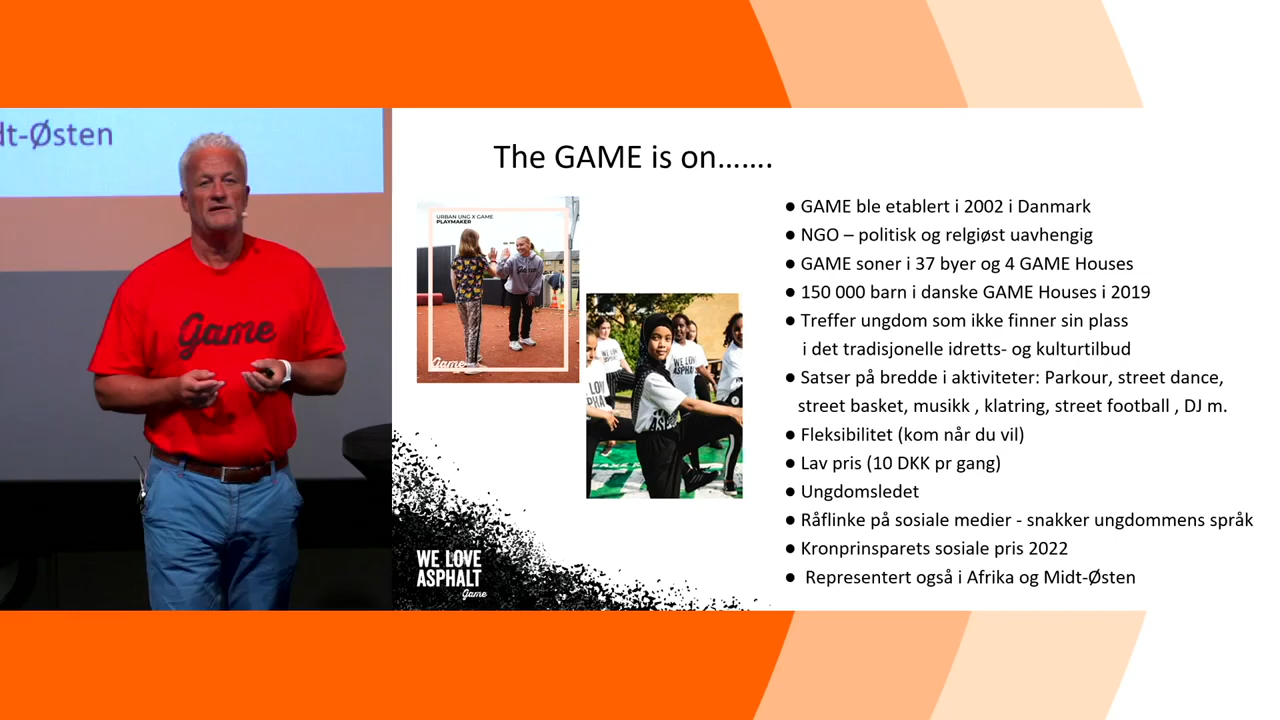 dt-Østen
Game
The GAME is on.......
URBAN UNG X GAME
PLAYMAKER
Game
Game
WE LOVE
ASPHALT
Game
● GAME ble etablert i 2002 i Danmark
● NGO – politisk og relgiøst uavhengig
● GAME soner i 37 byer og 4 GAME Houses
● 150 000 barn i danske GAME Houses i 2019
● Treffer ungdom som ikke finner sin plass
i det tradisjonelle idretts- og kulturtilbud
● Satser på bredde i aktiviteter: Parkour, street dance,
street basket, musikk , klatring, street football , DJ m.
● Fleksibilitet (kom når du vil)
● Lav pris (10 DKK pr gang)
● Ungdomsledet
● Råflinke på sosiale medier - snakker ungdommens språk
● Kronprinsparets sosiale pris 2022
● Representert også i Afrika og Midt-Østen